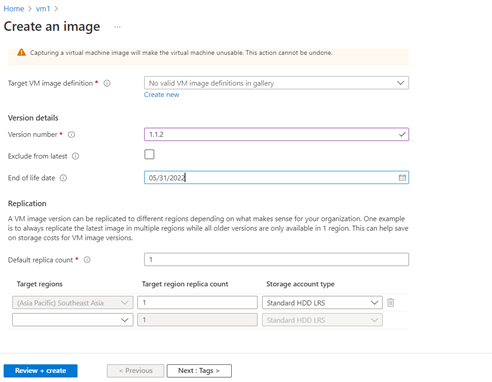 Home > vm1 >
Create an image ...
Capturing a virtual machine image will make the virtual machine unusable. This action cannot be undone.
Target VM image definition *
No valid VM image definitions in gallery
Create new
Version details
Version number *
1.1.2
Exclude from latest
End of life date
05/31/2022
Replication
A VM image version can be replicated to different regions depending on what makes sense for your organization. One example
is to always replicate the latest image in multiple regions while all older versions are only available in 1 region. This can help save
on storage costs for VM image versions.
Default replica count *
1
Target regions Target region replica count Storage account type
(Asia Pacific) Southeast Asia 1 Standard HDD LRS
1 Standard HDD LRS
Review + create < Previous Next : Tags >